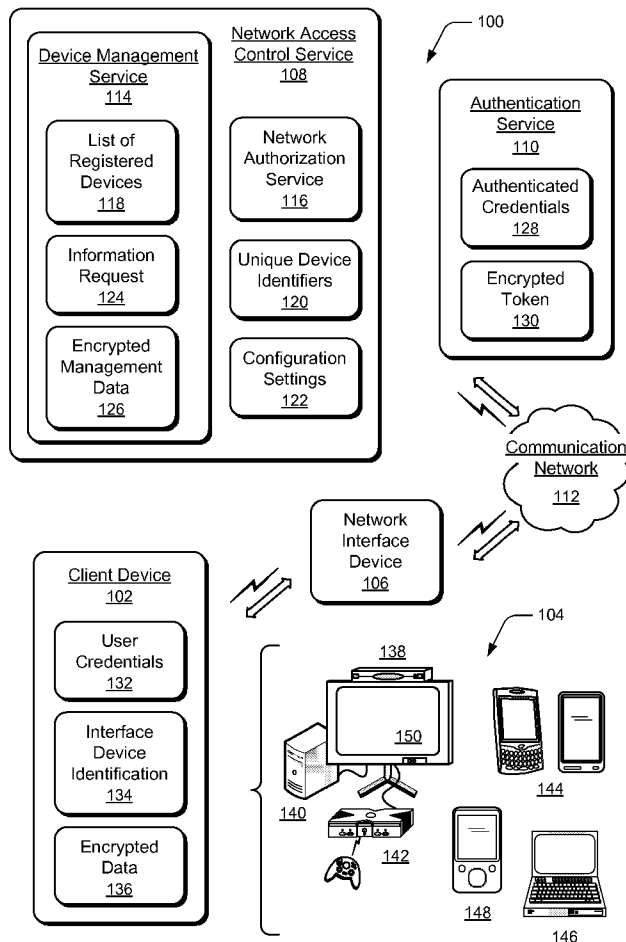 100
Device Management
Service
114
List of
Registered
Devices
118
Information
Request
124
Encrypted
Management
Data
126
Network Access
Control Service
108
Network
Authorization
Service
116
Unique Device
Identifiers
120
Configuration
Settings
122
Authentication
Service
110
Authenticated
Credentials
128
Encrypted
Token
130
Communication
Network
112
Network
Interface
Device
106
Client Device
102
User
Credentials
132
Interface
Device
Identification
134
Encrypted
Data
136
104
138
150
140
142
144
148
146